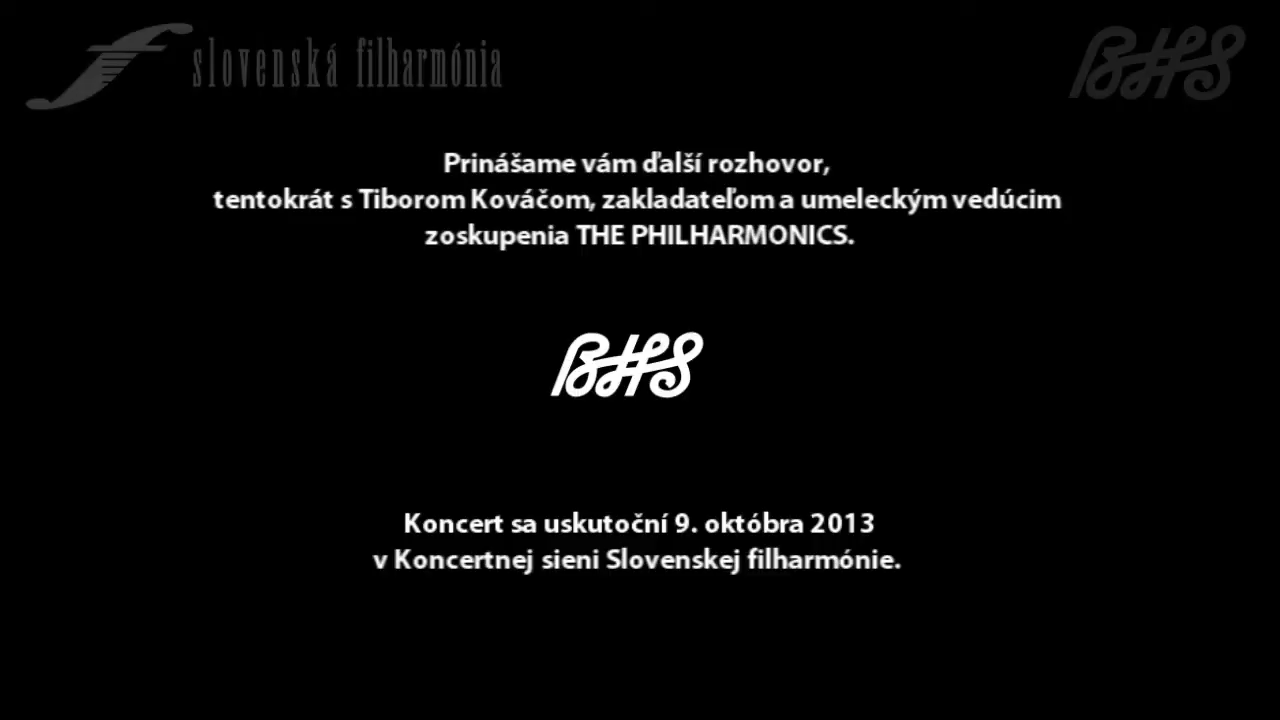 slovenská filharmónia
BHS
Prinášame vám ďalší rozhovor,
tentokrát s Tiborom Kováčom, zakladateľom a umeleckým vedúcim
zoskupenia THE PHILHARMONICS.
BHS
Koncert sa uskutoční 9. októbra 2013
v Koncertnej sieni Slovenskej filharmónie.